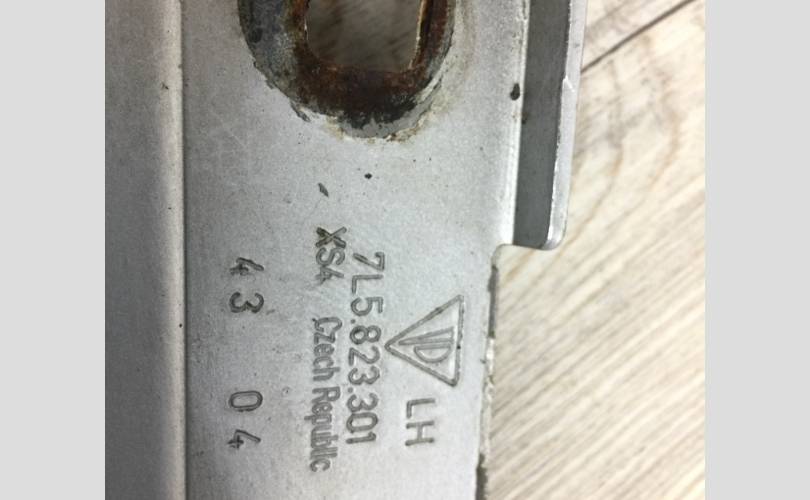 LH
7L5.823.301
XS4 Czech Republic
43 04